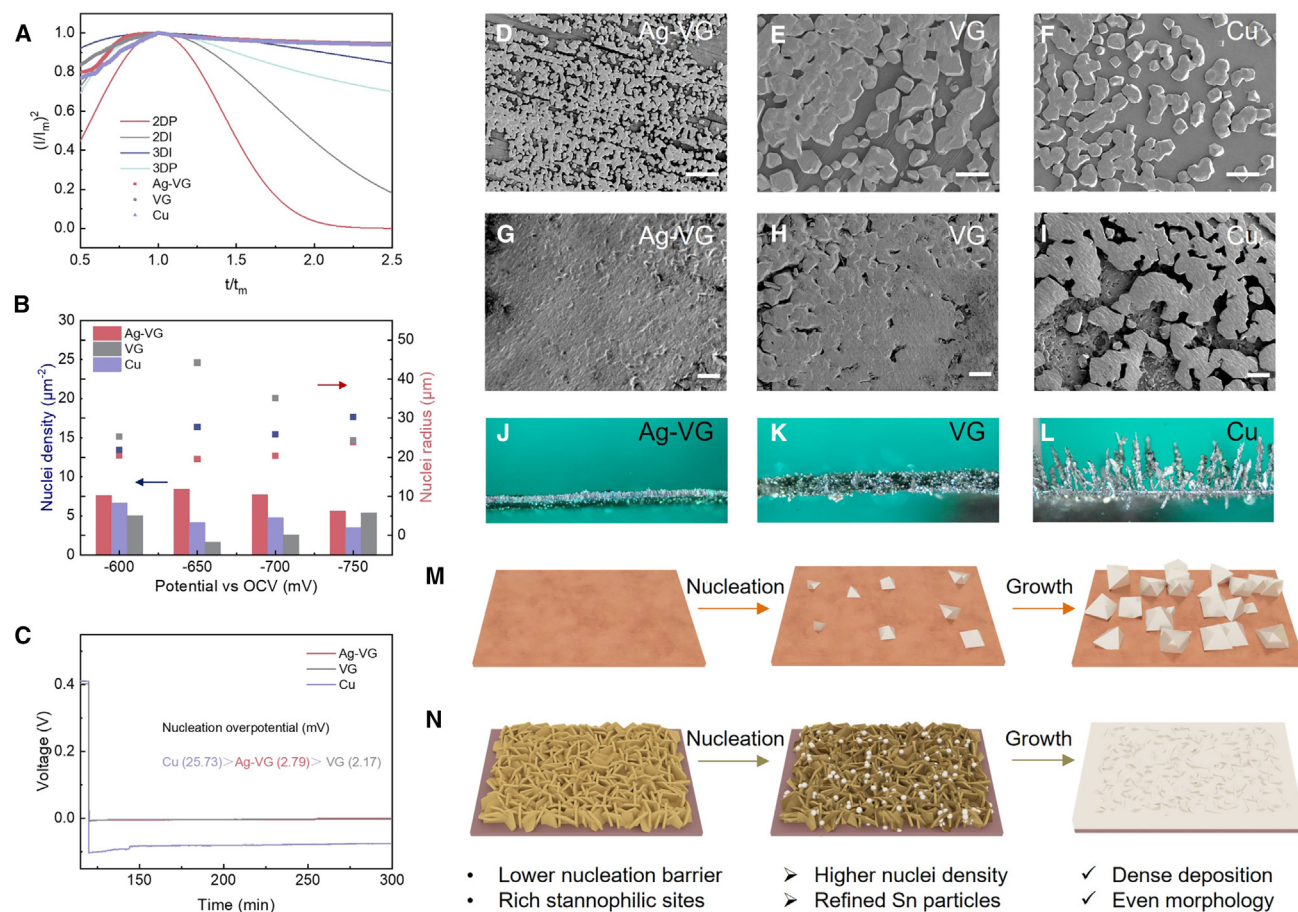 A
(I/I_m)²
1.0
0.8
0.6
0.4
0.2
0.0
2DP
2DI
3DI
3DP
Ag-VG
VG
Cu
0.5 1.0 1.5 2.0 2.5
t/t_m
B
Nuclei density (μm⁻²)
30
25
20
15
10
5
0
Ag-VG
VG
Cu
50
40
30
20
10
0
Nuclei radius (μm)
-600 -650 -700 -750
Potential vs OCV (mV)
C
Voltage (V)
0.4
0.2
0.0
Ag-VG
VG
Cu
Nucleation overpotential (mV)
Cu (25.73)>Ag-VG (2.79)> VG (2.17)
150 200 250 300
Time (min)
D Ag-VG
E VG
F Cu
G Ag-VG
H VG
I Cu
J Ag-VG
K VG
L Cu
M Nucleation Growth
N Nucleation Growth
• Lower nucleation barrier
• Rich stannophilic sites
➢ Higher nuclei density
➢ Refined Sn particles
✓ Dense deposition
✓ Even morphology